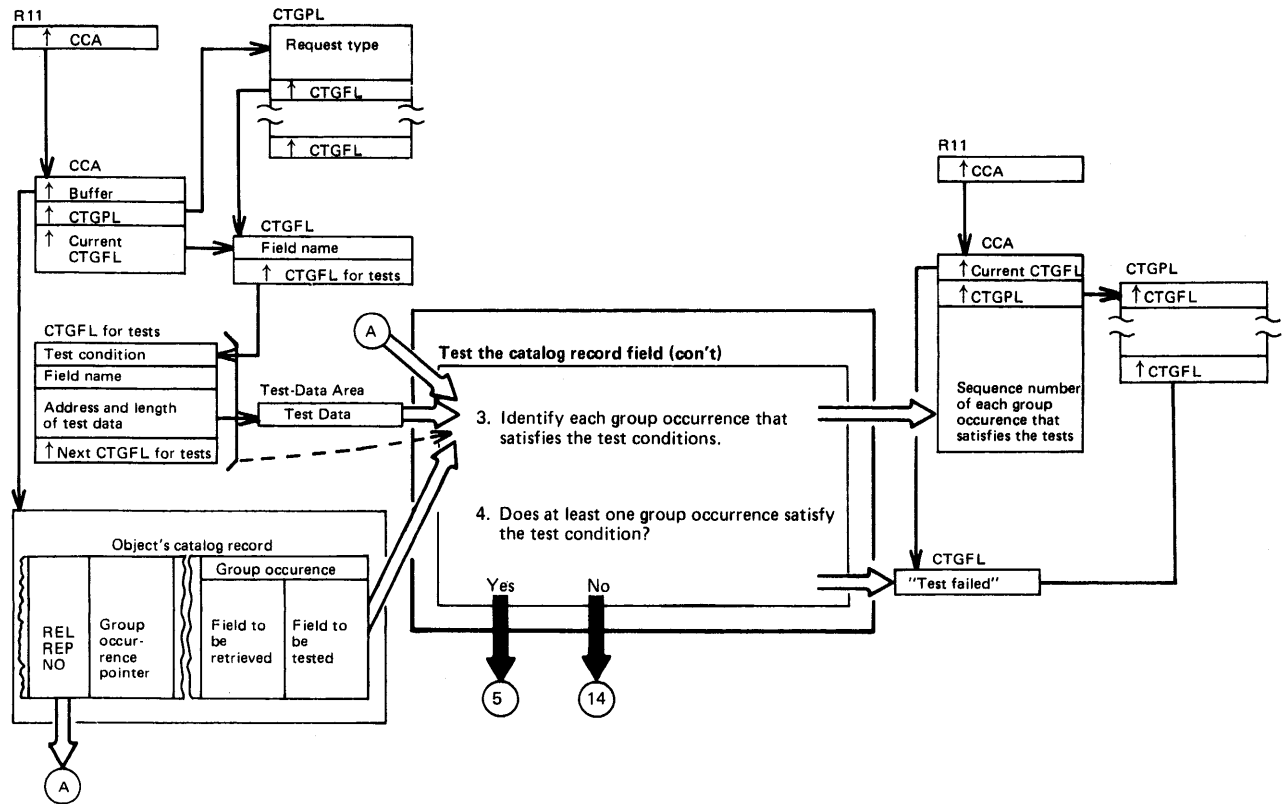 R11
↑ CCA
CTGPL
Request type
↑ CTGFL
↑ CTGFL
CCA
↑ Buffer
↑ CTGPL
↑ Current
CTGFL
CTGFL
Field name
↑ CTGFL for tests
CTGFL for tests
Test condition
Field name
Address and length
of test data
↑ Next CTGFL for tests
Test-Data Area
Test Data
A
Test the catalog record field (con't)
3. Identify each group occurrence that
satisfies the test conditions.
4. Does at least one group occurrence satisfy
the test condition?
Yes
No
5
14
Object's catalog record
REL
REP
NO
Group
occur-
rence
pointer
Group occurence
Field to
be
retrieved
Field to
be
tested
A
R11
↑ CCA
CCA
↑ Current CTGFL
↑ CTGPL
Sequence number
of each group
occurence that
satisfies the tests
CTGPL
↑ CTGFL
↑ CTGFL
CTGFL
"Test failed"